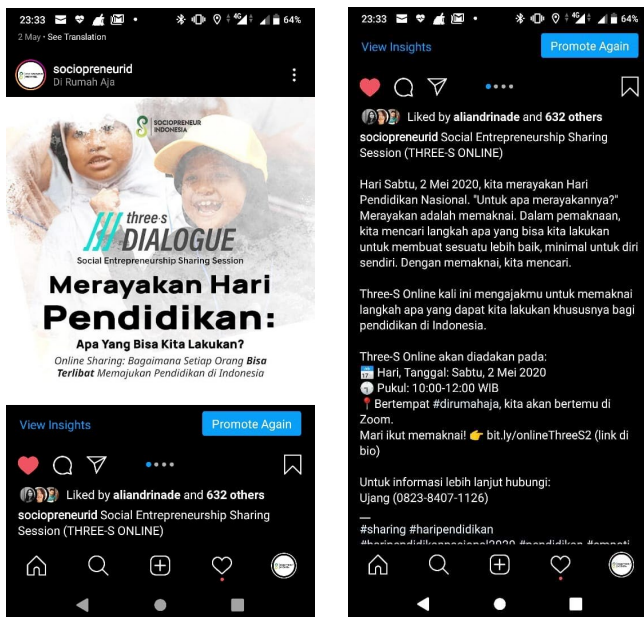 23:33
4G
64%
2 May · See Translation
sociopreneurid
Di Rumah Aja
SOCIOPRENEUR
INDONESIA
three·s
DIALOGUE
Social Entrepreneurship Sharing Session
Merayakan Hari
Pendidikan:
Apa Yang Bisa Kita Lakukan?
Online Sharing: Bagaimana Setiap Orang Bisa
Terlibat Memajukan Pendidikan di Indonesia
View Insights
Promote Again
Liked by aliandrinade and 632 others
sociopreneurid Social Entrepreneurship Sharing
Session (THREE-S ONLINE)
23:33
4G
64%
View Insights
Promote Again
Liked by aliandrinade and 632 others
sociopreneurid Social Entrepreneurship Sharing
Session (THREE-S ONLINE)
Hari Sabtu, 2 Mei 2020, kita merayakan Hari
Pendidikan Nasional. "Untuk apa merayakannya?"
Merayakan adalah memaknai. Dalam pemaknaan,
kita mencari langkah apa yang bisa kita lakukan
untuk membuat sesuatu lebih baik, minimal untuk diri
sendiri. Dengan memaknai, kita mencari.
Three-S Online kali ini mengajakmu untuk memaknai
langkah apa yang dapat kita lakukan khususnya bagi
pendidikan di Indonesia.
Three-S Online akan diadakan pada:
📅 Hari, Tanggal: Sabtu, 2 Mei 2020
🕙 Pukul: 10:00-12:00 WIB
📍Bertempat #dirumahaja, kita akan bertemu di
Zoom.
Mari ikut memaknai! 👉 bit.ly/onlineThreeS2 (link di
bio)
Untuk informasi lebih lanjut hubungi:
Ujang (0823-8407-1126)
__
#sharing #haripendidikan
#haripendidikannasional2020 #pendidikan #empati